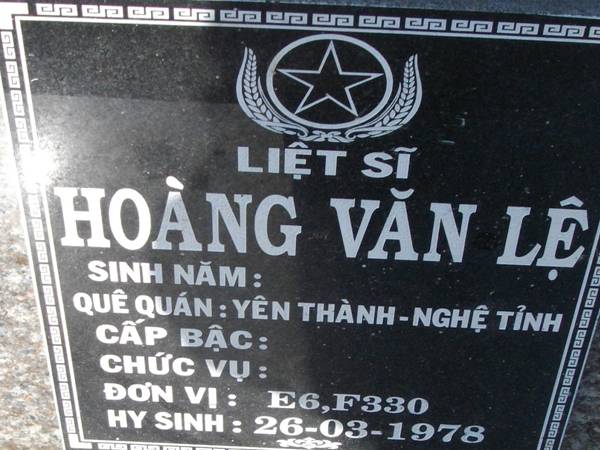 LIỆT SĨ
HOÀNG VĂN LỆ
SINH NĂM :
QUÊ QUÁN : YÊN THÀNH - NGHỆ TỈNH
CẤP BẬC :
CHỨC VỤ :
ĐƠN VỊ : E6,F330
HY SINH : 26-03-1978